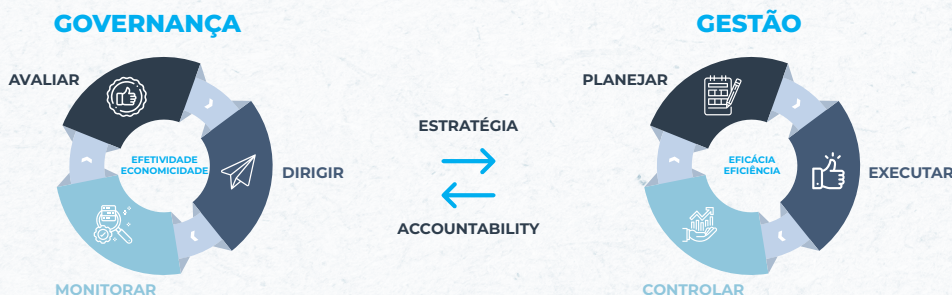 GOVERNANÇA
AVALIAR
EFETIVIDADE
ECONOMICIDADE
DIRIGIR
MONITORAR
ESTRATÉGIA
ACCOUNTABILITY
GESTÃO
PLANEJAR
EFICÁCIA
EFICIÊNCIA
EXECUTAR
CONTROLAR